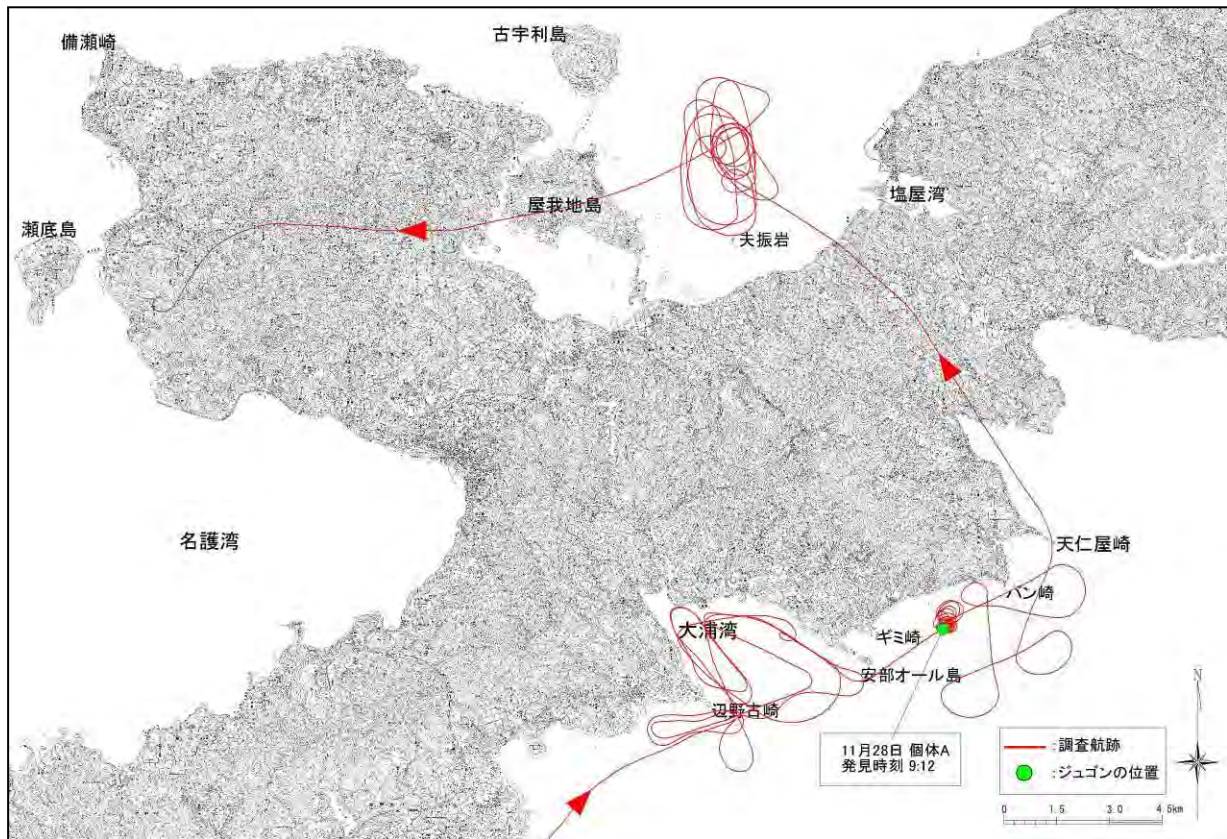 古宇利島
備瀬崎
塩屋湾
屋我地島
瀬底島
夫振岩
名護湾
天仁屋崎
バン崎
大浦湾
ギミ崎
安部オール島
辺野古崎
11月28日 個体A
発見時刻 9:12
:調査航跡
:ジュゴンの位置
N
0 1.5 3.0 4.5km